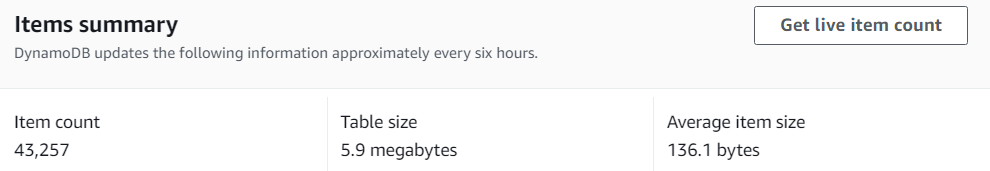 Items summary
Get live item count
DynamoDB updates the following information approximately every six hours.
Item count
43,257
Table size
5.9 megabytes
Average item size
136.1 bytes